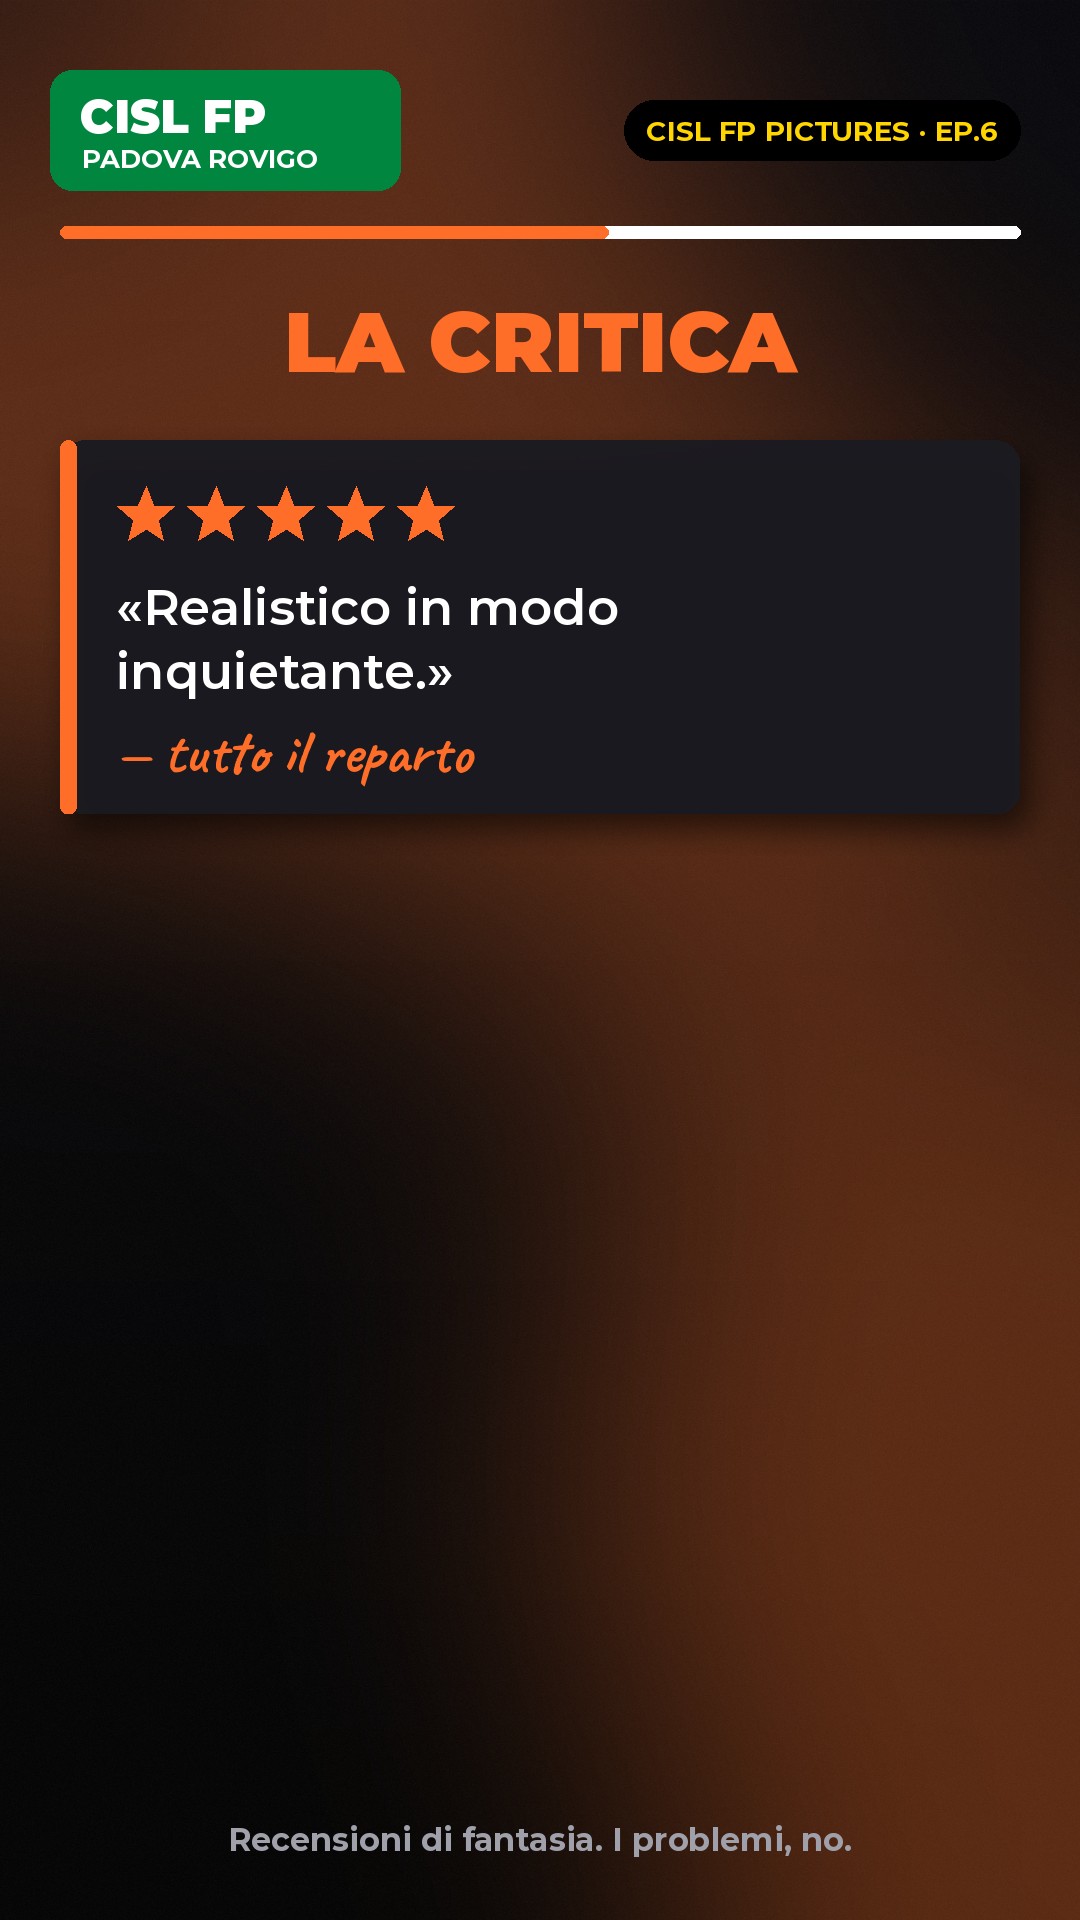 CISL FP
PADOVA ROVIGO
CISL FP PICTURES · EP.6
LA CRITICA
«Realistico in modo
inquietante.»
– tutto il reparto
Recensioni di fantasia. I problemi, no.